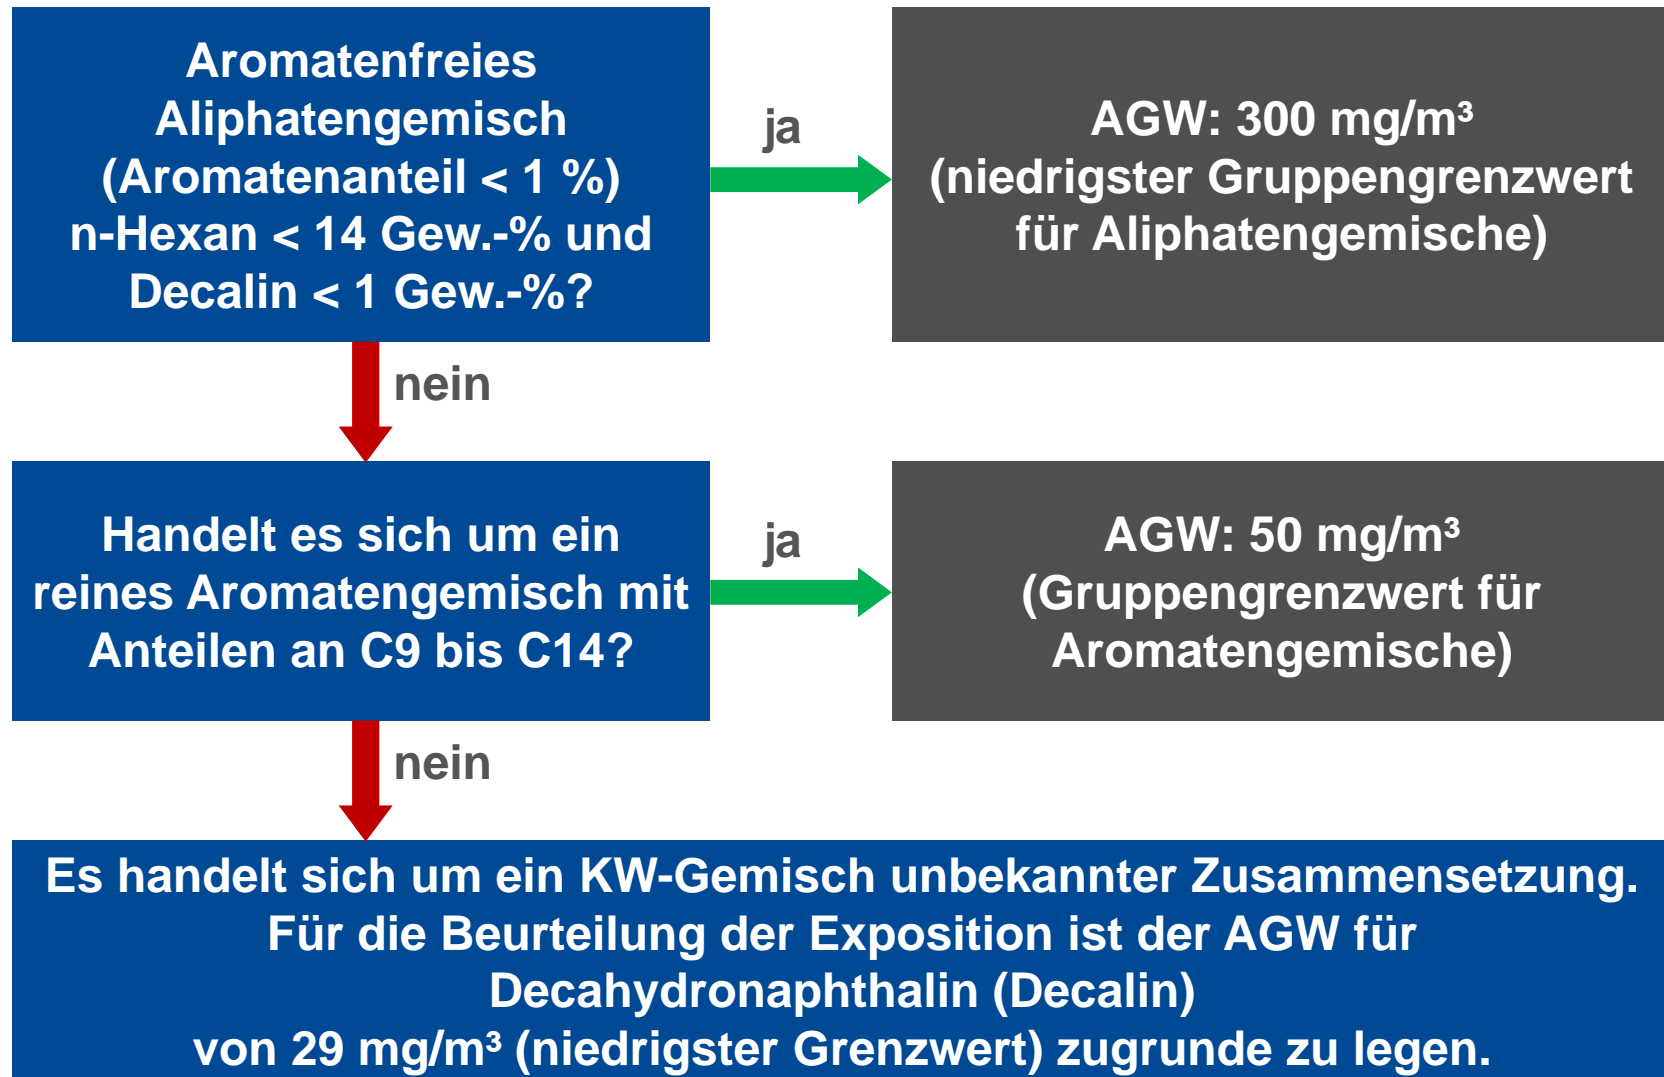 Aromatenfreies
Aliphatengemisch
(Aromatenanteil < 1 %)
n-Hexan < 14 Gew.-% und
Decalin < 1 Gew.-%?
ja
AGW: 300 mg/m³
(niedrigster Gruppengrenzwert
für Aliphatengemische)
nein
Handelt es sich um ein
reines Aromatengemisch mit
Anteilen an C9 bis C14?
ja
AGW: 50 mg/m³
(Gruppengrenzwert für
Aromatengemische)
nein
Es handelt sich um ein KW-Gemisch unbekannter Zusammensetzung.
Für die Beurteilung der Exposition ist der AGW für
Decahydronaphthalin (Decalin)
von 29 mg/m³ (niedrigster Grenzwert) zugrunde zu legen.